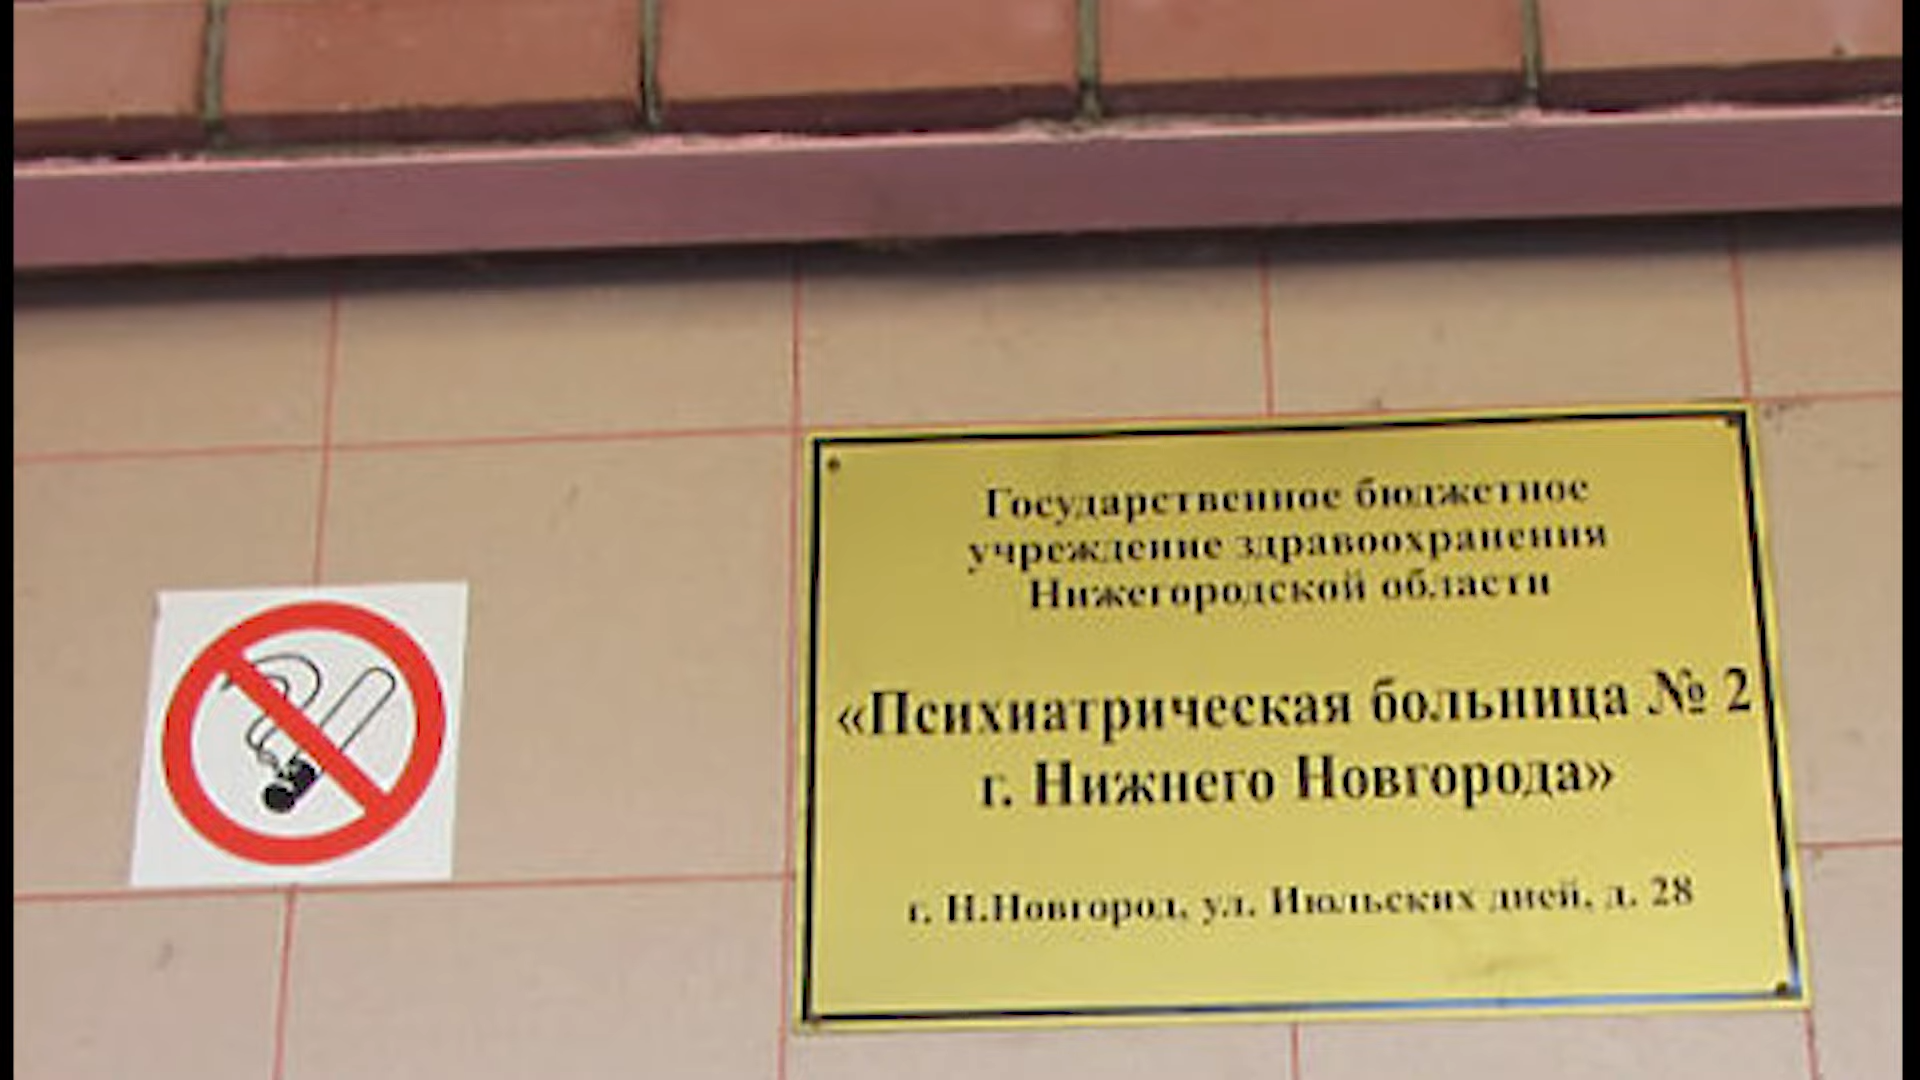 Государственное бюджетное
учреждение здравоохранения
Нижегородской области
«Психиатрическая больница № 2
г. Нижнего Новгорода»
г. Н.Новгород, ул. Июльских дней, д. 28